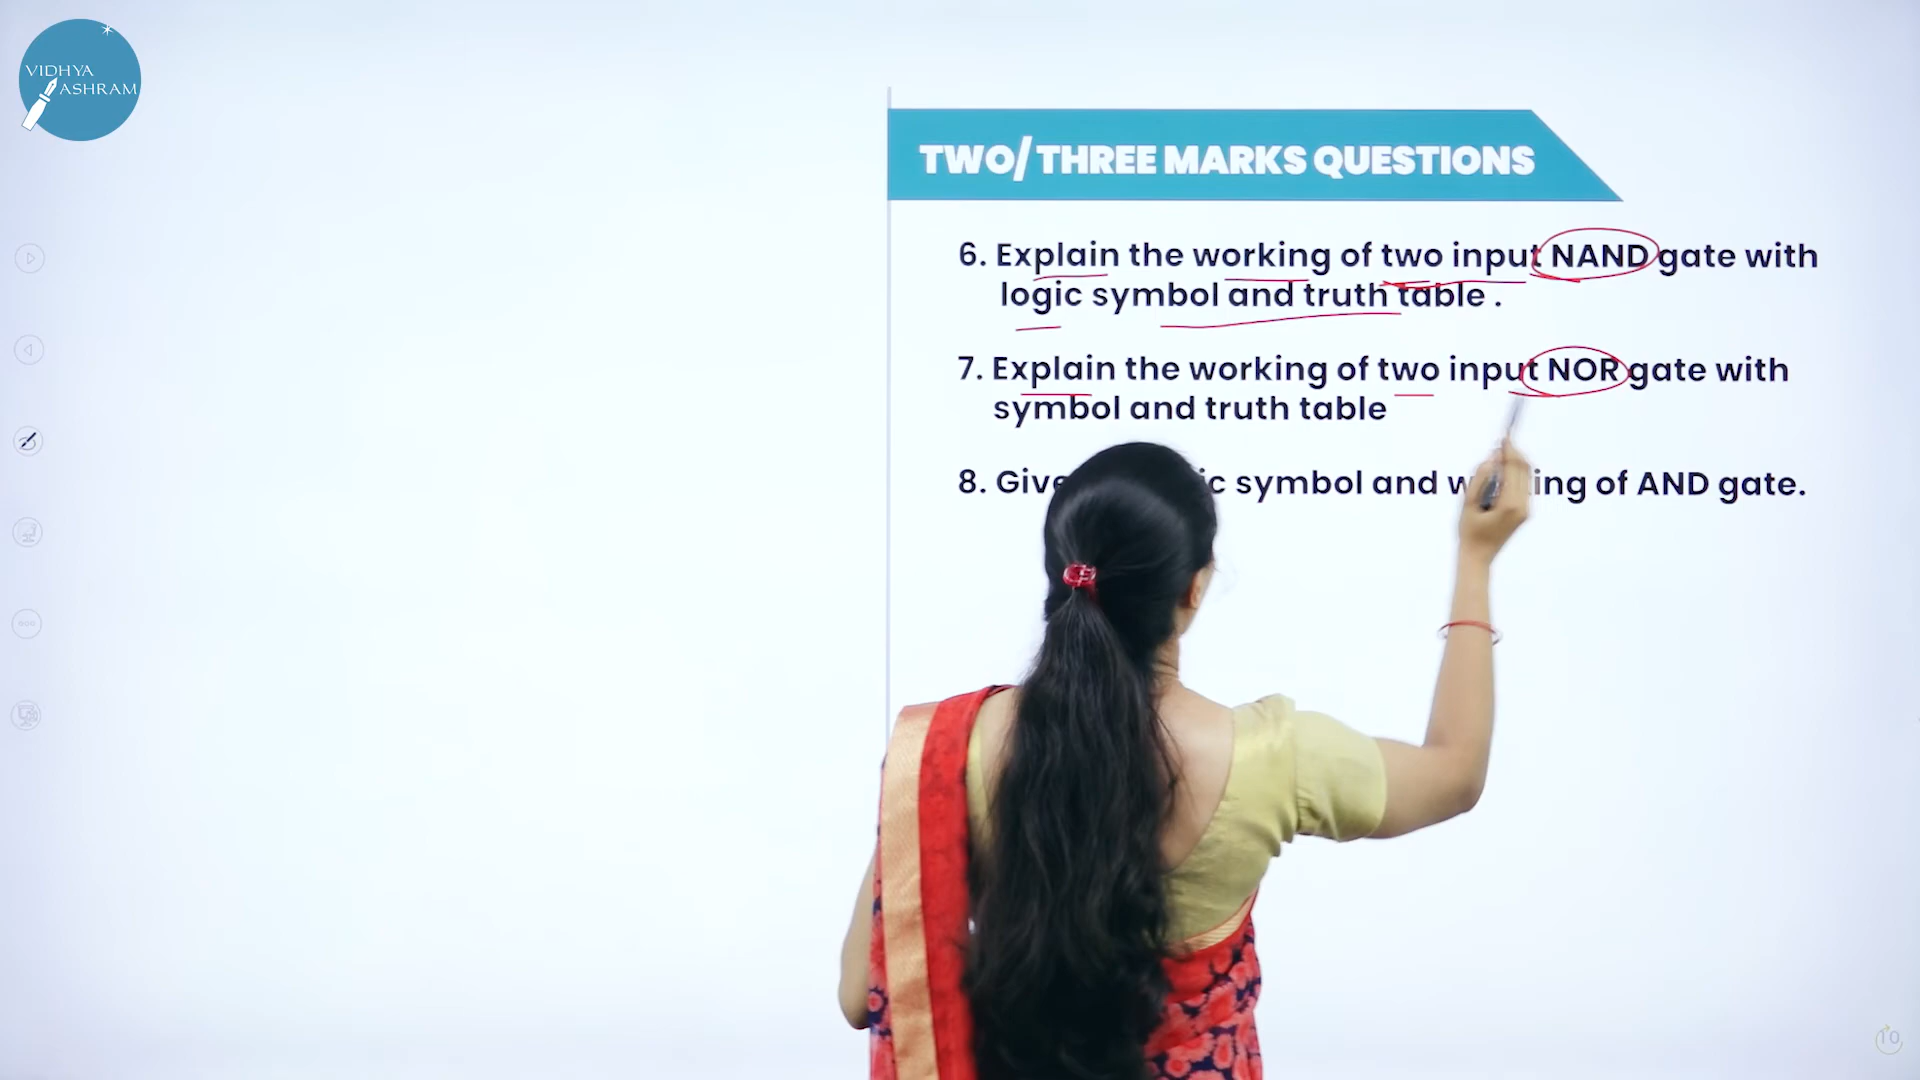 VIDHYA
ASHRAM
TWO/THREE MARKS QUESTIONS
6. Explain the working of two input NAND gate with
logic symbol and truth table .
7. Explain the working of two input NOR gate with
symbol and truth table
8. Give symbol and working of AND gate.
10